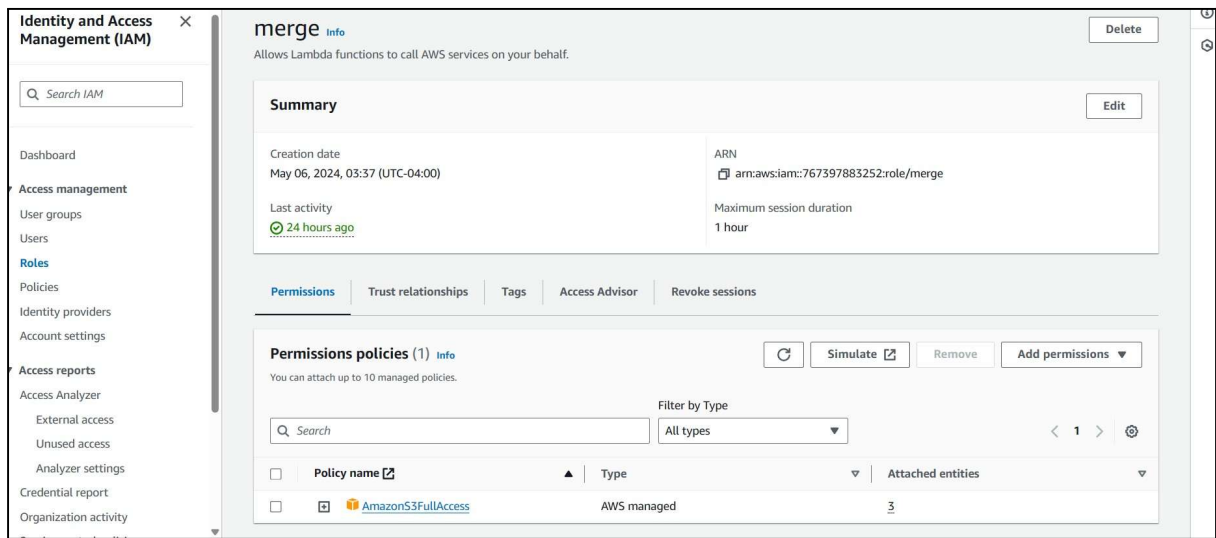 Identity and Access
Management (IAM)
Search IAM
Dashboard
Access management
User groups
Users
Roles
Policies
Identity providers
Account settings
Access reports
Access Analyzer
External access
Unused access
Analyzer settings
Credential report
Organization activity
merge Info
Delete
Allows Lambda functions to call AWS services on your behalf.
Summary
Edit
Creation date
May 06, 2024, 03:37 (UTC-04:00)
ARN
arn:aws:iam::767397883252:role/merge
Last activity
24 hours ago
Maximum session duration
1 hour
Permissions Trust relationships Tags Access Advisor Revoke sessions
Permissions policies (1) Info
Simulate Remove Add permissions
You can attach up to 10 managed policies.
Filter by Type
Search All types 1
Policy name Type Attached entities
AmazonS3FullAccess AWS managed 3